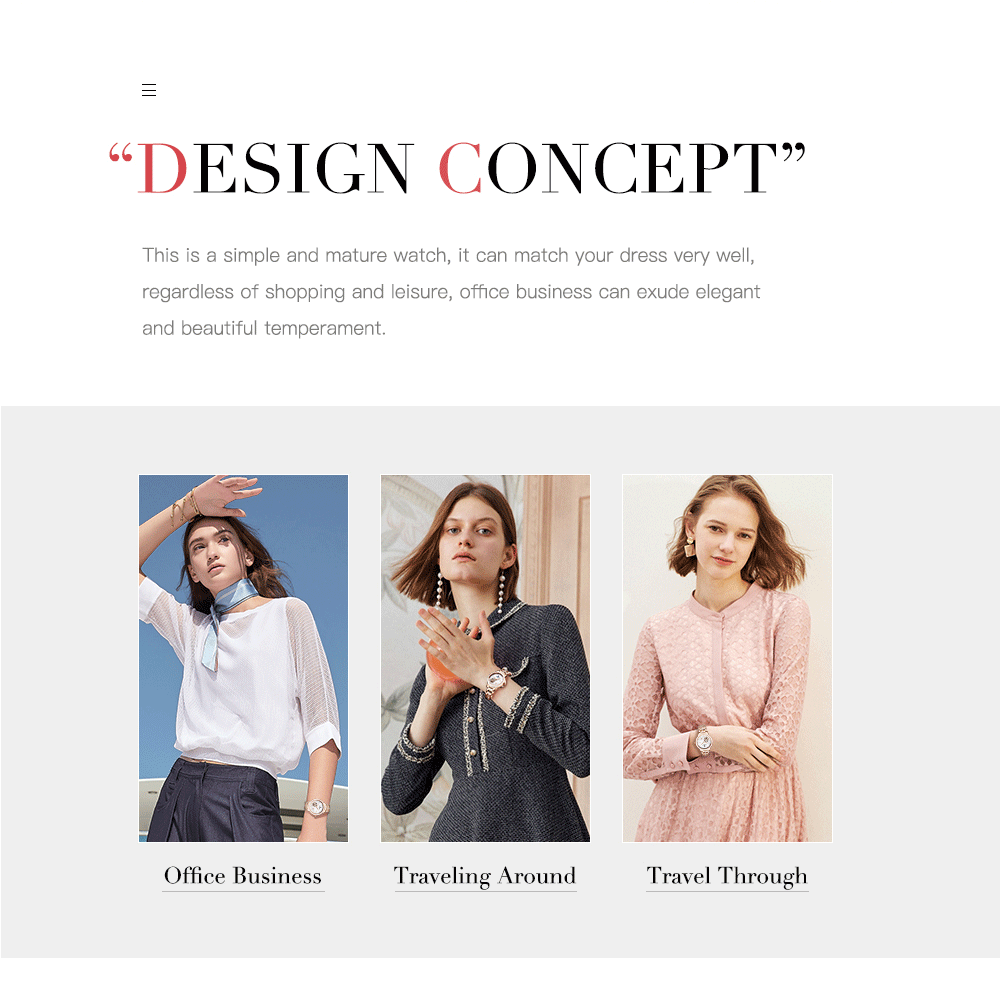 “DESIGN CONCEPT”
This is a simple and mature watch, it can match your dress very well,
regardless of shopping and leisure, office business can exude elegant
and beautiful temperament.
Office Business
Traveling Around
Travel Through